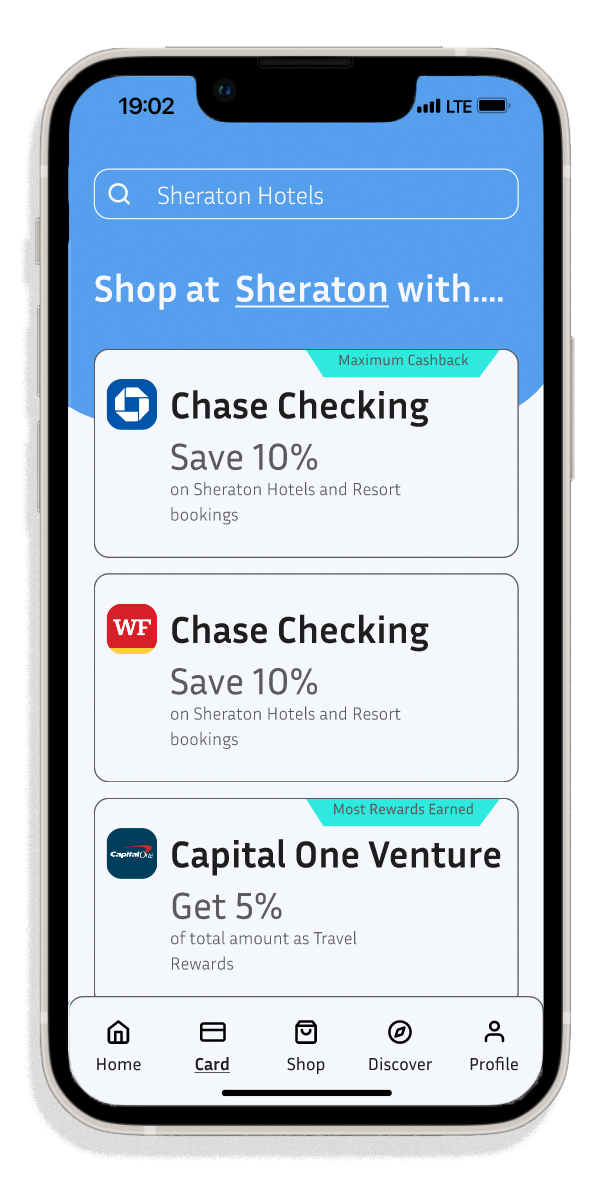 19:02 LTE
Sheraton Hotels
Shop at Sheraton with....
Maximum Cashback
Chase Checking
Save 10%
on Sheraton Hotels and Resort
bookings
WF
Chase Checking
Save 10%
on Sheraton Hotels and Resort
bookings
Most Rewards Earned
Capital One
Capital One Venture
Get 5%
of total amount as Travel
Rewards
Home Card Shop Discover Profile